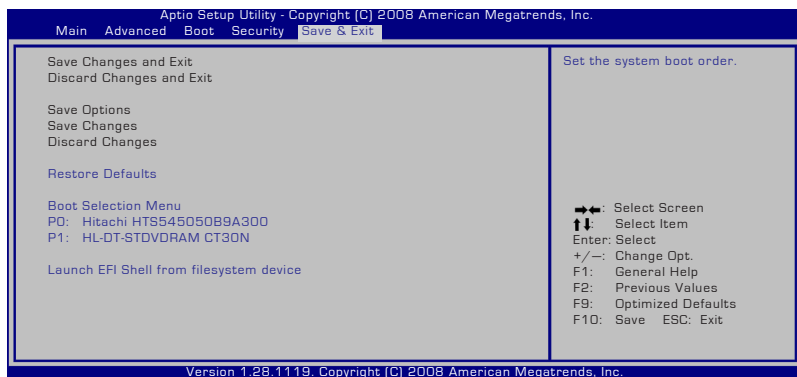 Aptio Setup Utility - Copyright (C) 2008 American Megatrends, Inc.
Main Advanced Boot Security Save & Exit
Save Changes and Exit
Discard Changes and Exit
Save Options
Save Changes
Discard Changes
Restore Defaults
Boot Selection Menu
P0: Hitachi HTS545050B9A300
P1: HL-DT-STDVDRAM CT30N
Launch EFI Shell from filesystem device
Set the system boot order.
→←: Select Screen
↑↓: Select Item
Enter: Select
+/—: Change Opt.
F1: General Help
F2: Previous Values
F9: Optimized Defaults
F10: Save ESC: Exit
Version 1.28.1119. Copyright (C) 2008 American Megatrends, Inc.